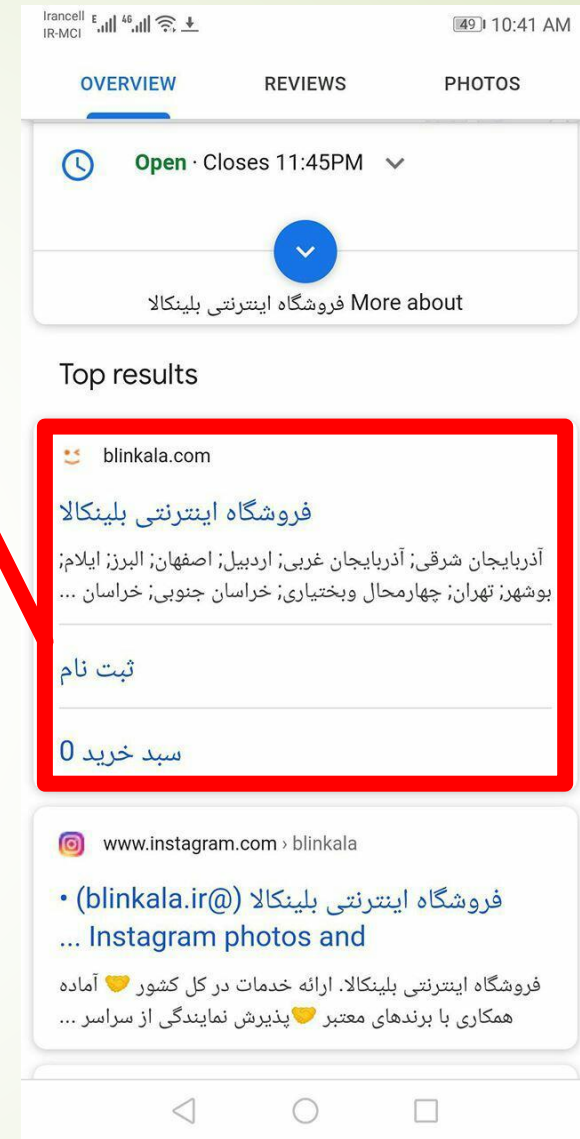 Irancell
IR-MCI
E 46 49 10:41 AM
OVERVIEW REVIEWS PHOTOS
Open · Closes 11:45PM
More about فروشگاه اینترنتی بلینکالا
Top results
blinkala.com
فروشگاه اینترنتی بلینکالا
آذربایجان شرقی; آذربایجان غربی; اردبیل; اصفهان; البرز; ایلام;
بوشهر; تهران; چهارمحال وبختیاری; خراسان جنوبی; خراسان ...
ثبت نام
سبد خرید 0
www.instagram.com › blinkala
فروشگاه اینترنتی بلینکالا (@blinkala.ir) •
Instagram photos and ...
فروشگاه اینترنتی بلینکالا. ارائه خدمات در کل کشور 🤝 آماده
همکاری با برندهای معتبر 🤝پذیرش نمایندگی از سراسر ...